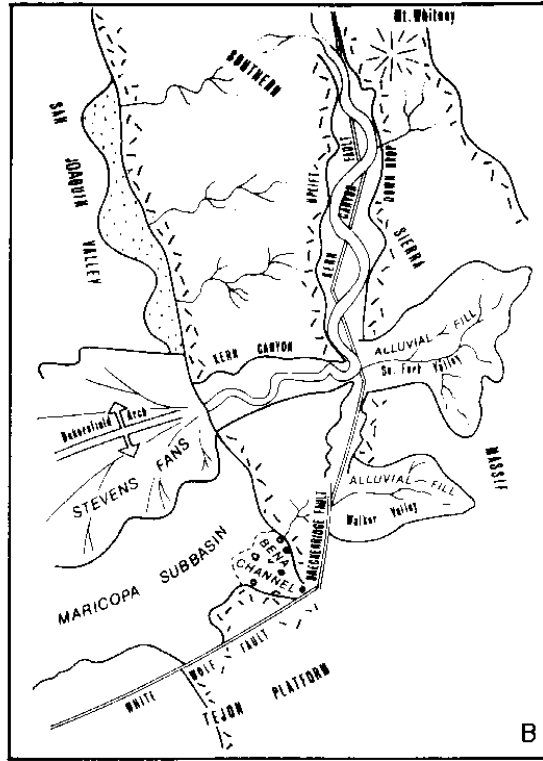 Mt. Whitney
SOUTHERN
SAN JOAQUIN VALLEY
UPLIFT
KERN CANYON FAULT
DOWN DROP
SIERRA
KERN CANYON
ALLUVIAL FILL
So. Fork Valley
Bakersfield Arch
STEVENS FANS
MASSIF
ALLUVIAL FILL
Walker Valley
BRECKENRIDGE FAULT
BENA
CHANNEL
MARICOPA SUBBASIN
WHITE WOLF FAULT
TEJON PLATFORM
B